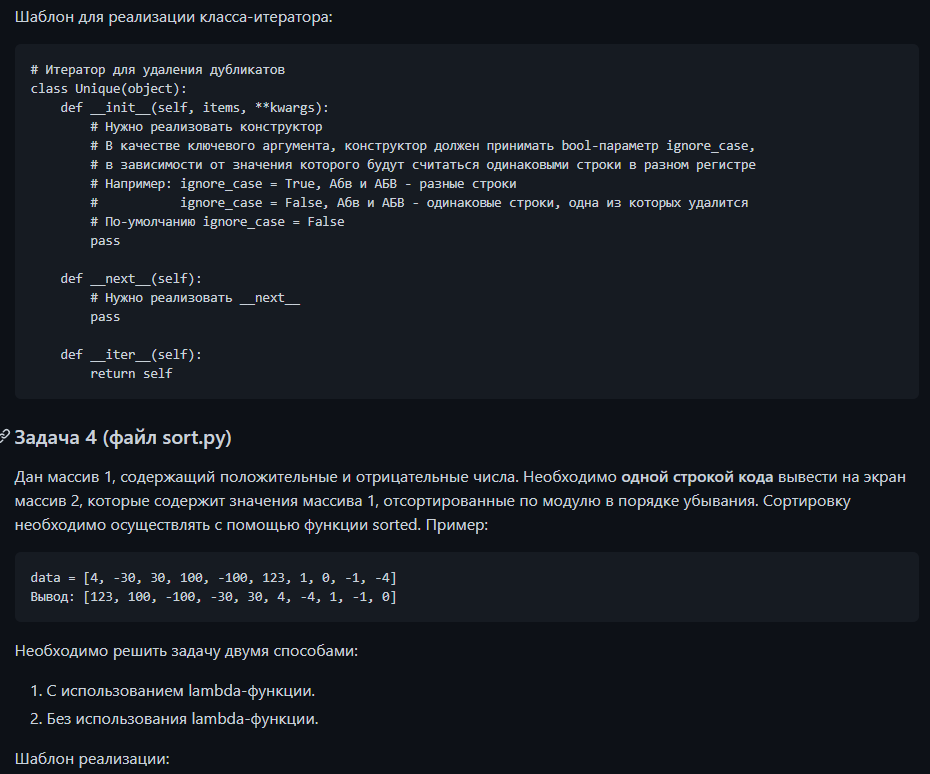 Шаблон для реализации класса-итератора:
# Итератор для удаления дубликатов
class Unique(object):
    def __init__(self, items, **kwargs):
        # Нужно реализовать конструктор
        # В качестве ключевого аргумента, конструктор должен принимать bool-параметр ignore_case,
        # в зависимости от значения которого будут считаться одинаковыми строки в разном регистре
        # Например: ignore_case = True, Абв и АБВ - разные строки
        #           ignore_case = False, Абв и АБВ - одинаковые строки, одна из которых удалится
        # По-умолчанию ignore_case = False
        pass
    def __next__(self):
        # Нужно реализовать __next__
        pass
    def __iter__(self):
        return self
Задача 4 (файл sort.py)
Дан массив 1, содержащий положительные и отрицательные числа. Необходимо одной строкой кода вывести на экран
массив 2, которые содержит значения массива 1, отсортированные по модулю в порядке убывания. Сортировку
необходимо осуществлять с помощью функции sorted. Пример:
data = [4, -30, 30, 100, -100, 123, 1, 0, -1, -4]
Вывод: [123, 100, -100, -30, 30, 4, -4, 1, -1, 0]
Необходимо решить задачу двумя способами:
1. С использованием lambda-функции.
2. Без использования lambda-функции.
Шаблон реализации: